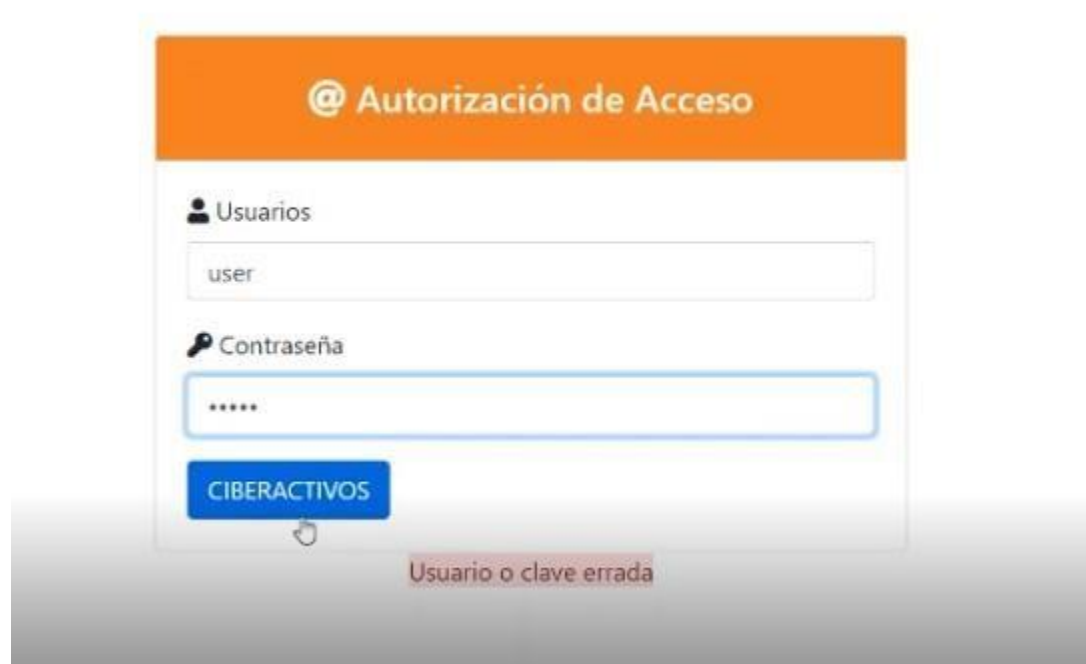 @ Autorización de Acceso
Usuarios
user
Contraseña
•••••
CIBERACTIVOS
Usuario o clave errada